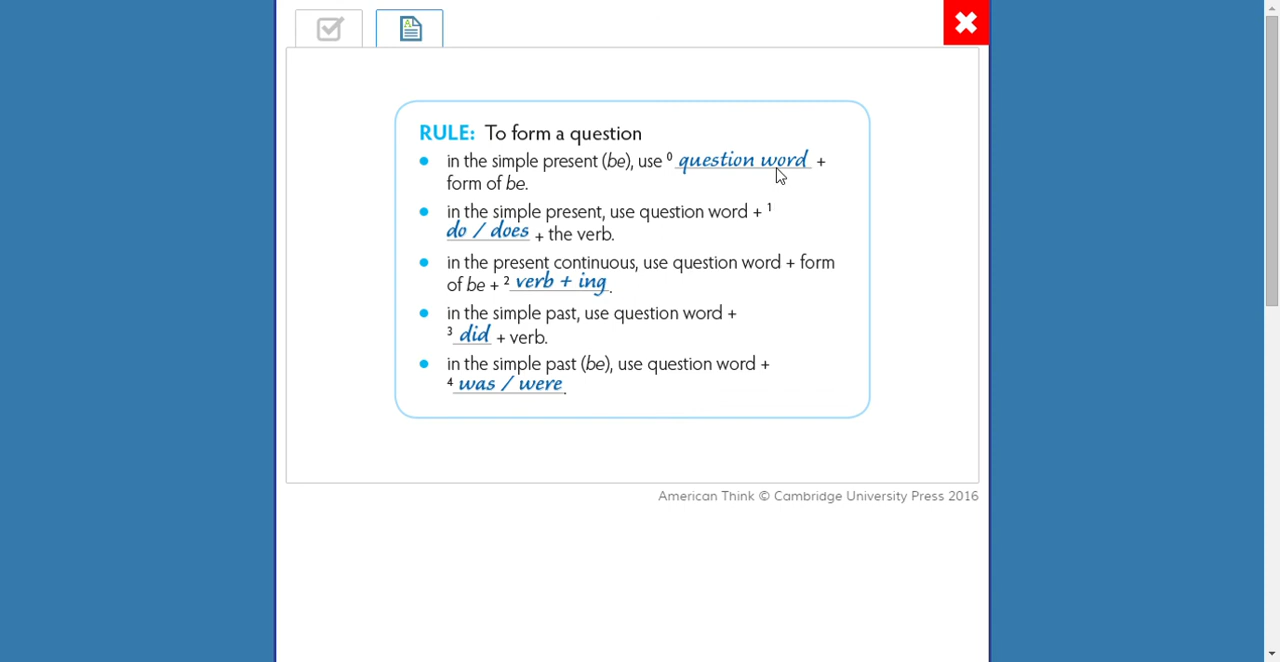 RULE: To form a question
in the simple present (be), use 0 question word +
form of be.
in the simple present, use question word + 1
do / does + the verb.
in the present continuous, use question word + form
of be + 2 verb + ing.
in the simple past, use question word +
3 did + verb.
in the simple past (be), use question word +
4 was / were.
American Think © Cambridge University Press 2016